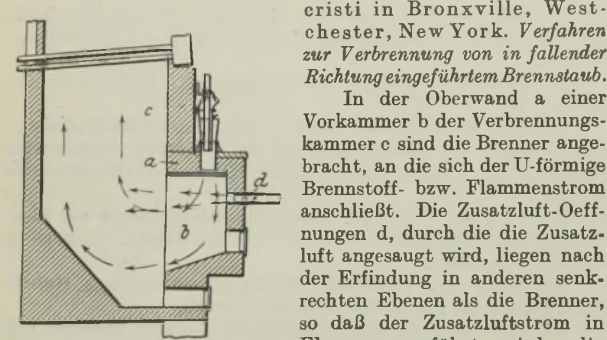 cristi in Bronxville, West-
chester, New York. Verfahren
zur Verbrennung von in fallender
Richtung eingeführtem Brennstaub.
In der Oberwand a einer
Vorkammer b der Verbrennungs-
kammer c sind die Brenner ange-
bracht, an die sich der U-förmige
Brennstoff- bzw. Flammenstrom
anschließt. Die Zusatzluft-Oeff-
nungen d, durch die die Zusatz-
luft angesaugt wird, liegen nach
der Erfindung in anderen senk-
rechten Ebenen als die Brenner,
so daß der Zusatzluftstrom in
c
a
d
b